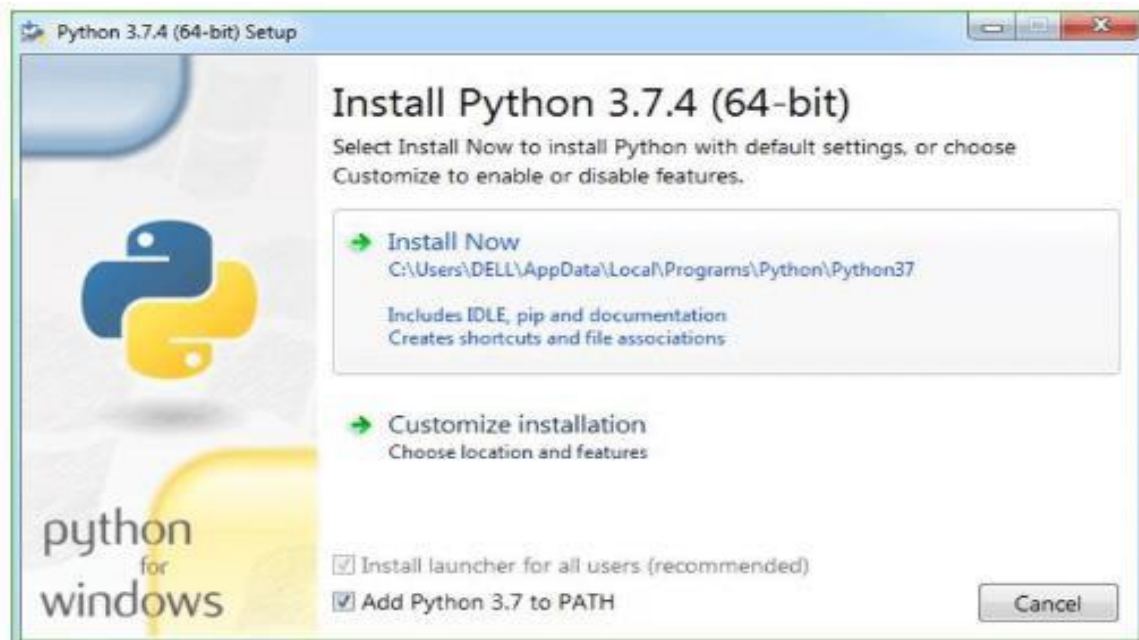 Python 3.7.4 (64-bit) Setup
Install Python 3.7.4 (64-bit)
Select Install Now to install Python with default settings, or choose
Customize to enable or disable features.
Install Now
C:\Users\DELL\AppData\Local\Programs\Python\Python37
Includes IDLE, pip and documentation
Creates shortcuts and file associations
Customize installation
Choose location and features
python
for
windows
Install launcher for all users (recommended)
Add Python 3.7 to PATH
Cancel